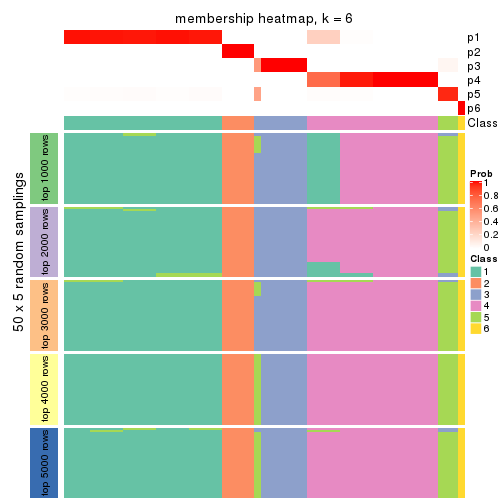 membership heatmap, k = 6
p1
p2
p3
p4
p5
p6
Class
50 x 5 random samplings
top 1000 rows
top 2000 rows
top 3000 rows
top 4000 rows
top 5000 rows
Prob
1
0.8
0.6
0.4
0.2
0
Class
1
2
3
4
5
6